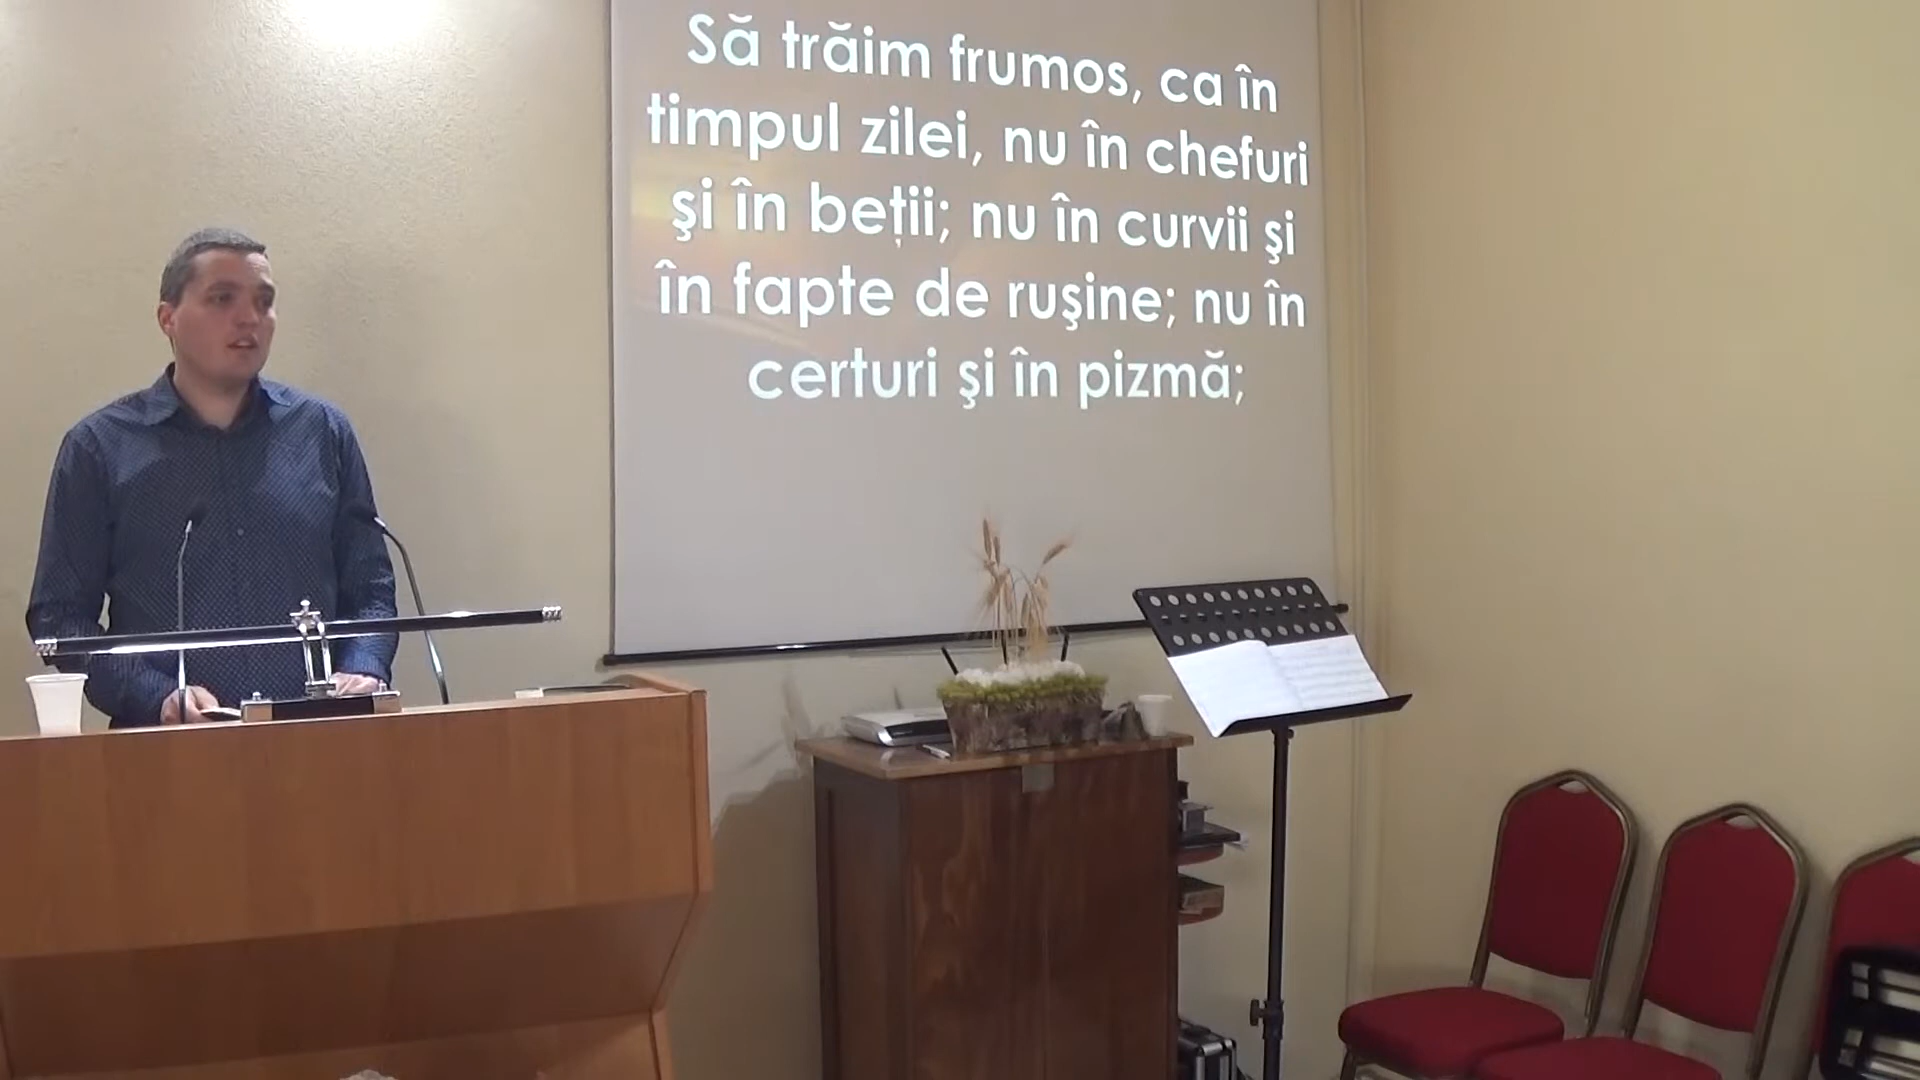 Să trăim frumos, ca în
timpul zilei, nu în chefuri
şi în beţii; nu în curvii şi
în fapte de ruşine; nu în
certuri şi în pizmă;